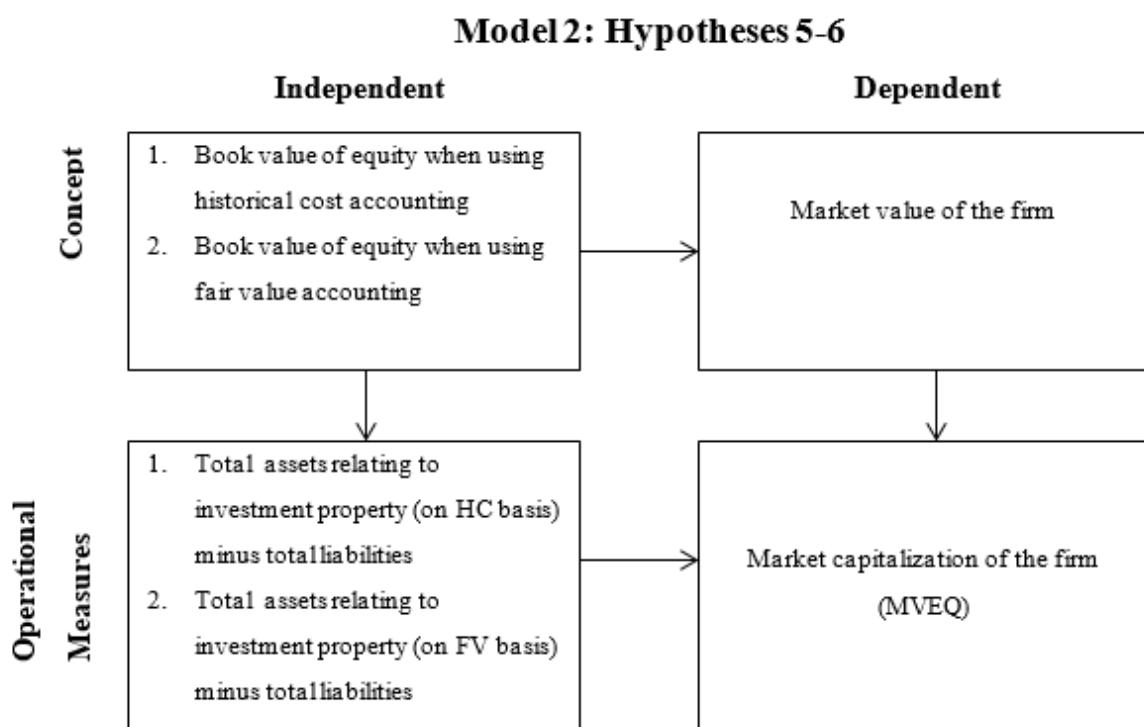 Model 2: Hypotheses 5-6
Independent
Dependent
Concept
1. Book value of equity when using
historical cost accounting
2. Book value of equity when using
fair value accounting
Market value of the firm
Operational
Measures
1. Total assets relating to
investment property (on HC basis)
minus total liabilities
2. Total assets relating to
investment property (on FV basis)
minus total liabilities
Market capitalization of the firm
(MVEQ)